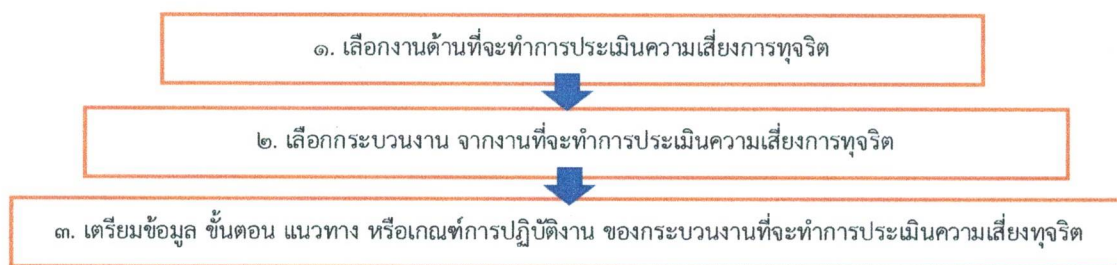 ๑. เลือกงานด้านที่จะทำการประเมินความเสี่ยงการทุจริต
๒. เลือกกระบวนงาน จากงานที่จะทำการประเมินความเสี่ยงการทุจริต
๓. เตรียมข้อมูล ขั้นตอน แนวทาง หรือเกณฑ์การปฏิบัติงาน ของกระบวนงานที่จะทำการประเมินความเสี่ยงทุจริต